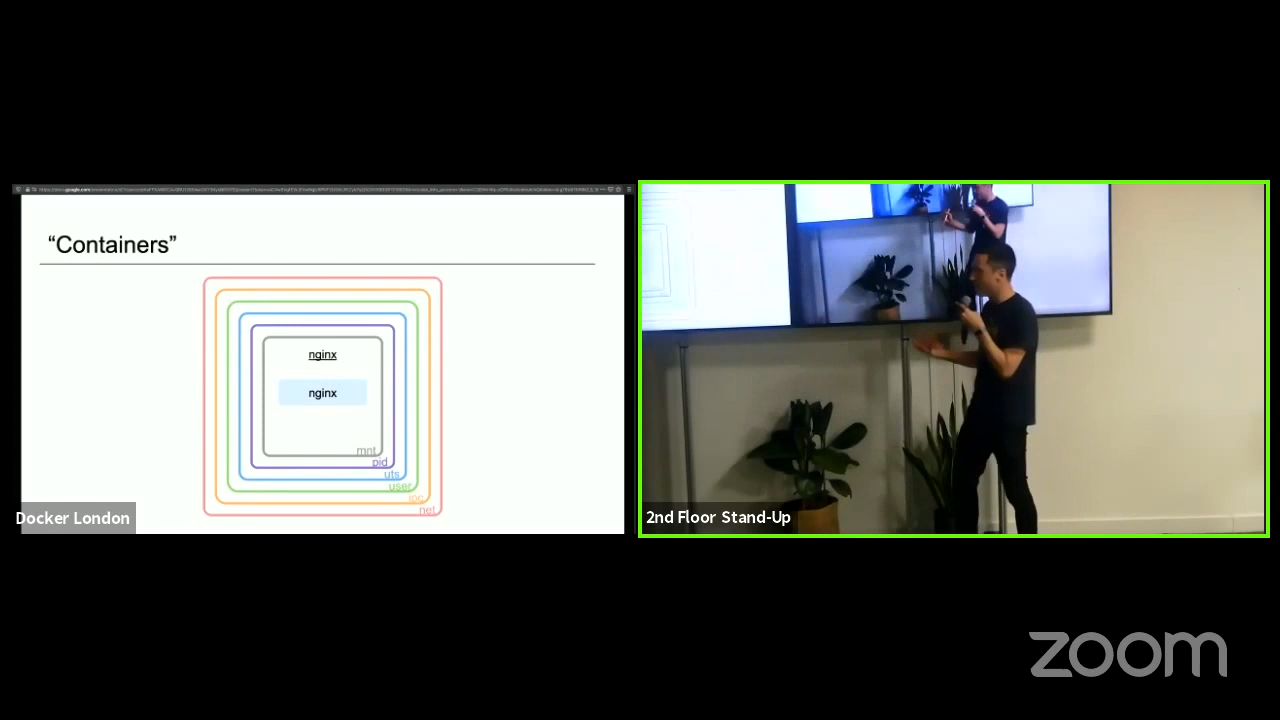 “Containers”
nginx
nginx
mnt
pid
uts
user
ipc
net
Docker London
2nd Floor Stand-Up
zoom